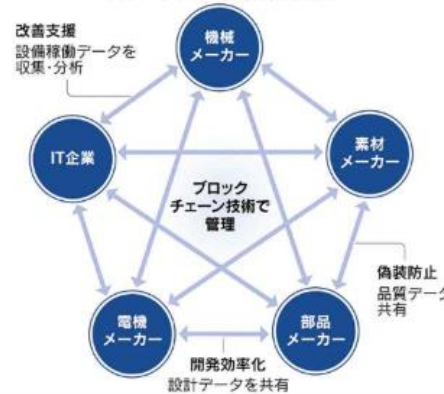 改善支援
設備稼働データを
収集・分析
機械
メーカー
IT企業
素材
メーカー
ブロック
チェーン技術で
管理
偽装防止
品質データ
共有
電機
メーカー
部品
メーカー
開発効率化
設計データを共有